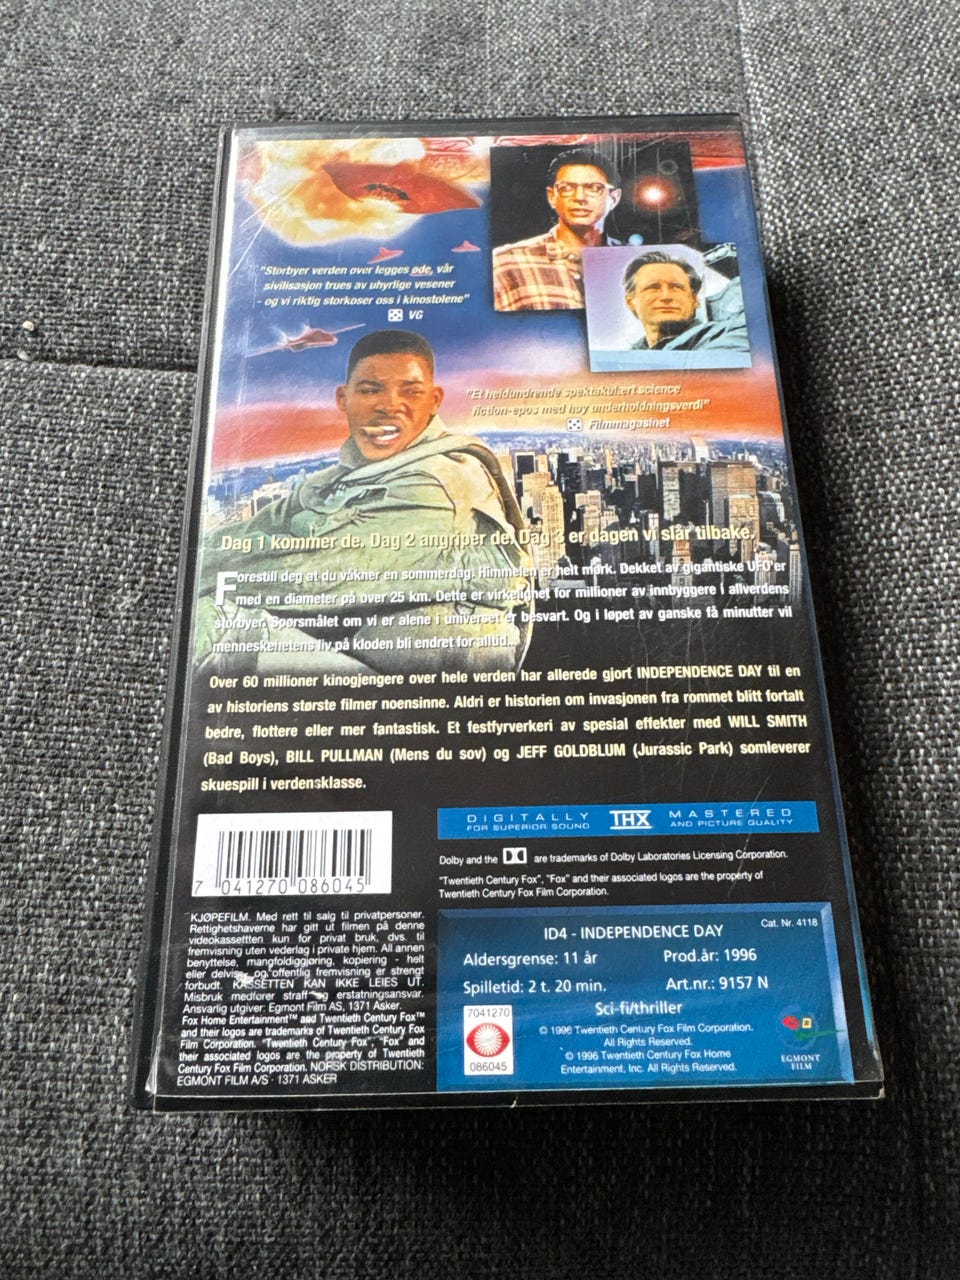 "Storbyer verden over legges øde, vår
sivilisasjon trues av uhyrlige vesener
- og vi riktig storkoser oss i kinostolene"
VG
"Et heidundrende spektakulært science
fiction-epos med høy underholdningsverdi"
Filmmagasinet
Dag 1 kommer de. Dag 2 angriper de. Dag 3 er dagen vi slår tilbake.
Forestill deg at du våkner en sommerdag. Himmelen er helt mørk. Dekket av gigantiske UFO'er
med en diameter på over 25 km. Dette er virkelighet for millioner av innbyggere i allverdens
storbyer. Spørsmålet om vi er alene i universet er besvart. Og i løpet av ganske få minutter vil
menneskehetens liv på kloden bli endret for alltid...
Over 60 millioner kinogjengere over hele verden har allerede gjort INDEPENDENCE DAY til en
av historiens største filmer noensinne. Aldri er historien om invasjonen fra rommet blitt fortalt
bedre, flottere eller mer fantastisk. Et festfyrverkeri av spesial effekter med WILL SMITH
(Bad Boys), BILL PULLMAN (Mens du sov) og JEFF GOLDBLUM (Jurassic Park) somleverer
skuespill i verdensklasse.
DIGITALLY THX MASTERED
FOR SUPERIOR SOUND AND PICTURE QUALITY
Dolby and the are trademarks of Dolby Laboratories Licensing Corporation.
"Twentieth Century Fox", "Fox" and their associated logos are the property of
Twentieth Century Fox Film Corporation.
7 041270 086045
KJØPEFILM. Med rett til salg til privatpersoner.
Rettighetshaverne har gitt ut filmen på denne
videokassettten kun for privat bruk, dvs. til
fremvisning uten vederlag i private hjem. All annen
benyttelse, mangfoldiggjøring, kopiering - helt
eller delvis - og offentlig fremvisning er strengt
forbudt. KASSETTEN KAN IKKE LEIES UT.
Misbruk medfører straff og erstatningsansvar.
Ansvarlig utgiver: Egmont Film AS, 1371 Asker.
Fox Home Entertainment™ and Twentieth Century Fox™
and their logos are trademarks of Twentieth Century Fox
Film Corporation. "Twentieth Century Fox", "Fox" and
their associated logos are the property of Twentieth
Century Fox Film Corporation. NORSK DISTRIBUTION:
EGMONT FILM A/S · 1371 ASKER
Cat. Nr. 4118
ID4 - INDEPENDENCE DAY
Aldersgrense: 11 år Prod.år: 1996
Spilletid: 2 t. 20 min. Art.nr.: 9157 N
Sci-fi/thriller
7041270
086045
© 1996 Twentieth Century Fox Film Corporation.
All Rights Reserved.
© 1996 Twentieth Century Fox Home
Entertainment, Inc. All Rights Reserved.
EGMONT
FILM